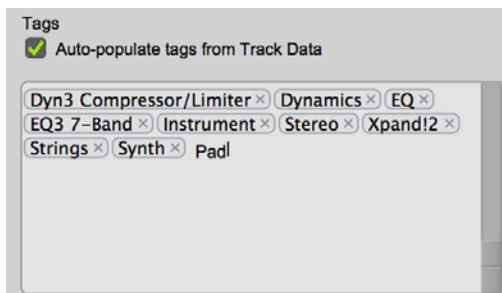 Tags
Auto-populate tags from Track Data
Dyn3 Compressor/Limiter × Dynamics × EQ ×
EQ3 7-Band × Instrument × Stereo × Xpand!2 ×
Strings × Synth × Pad